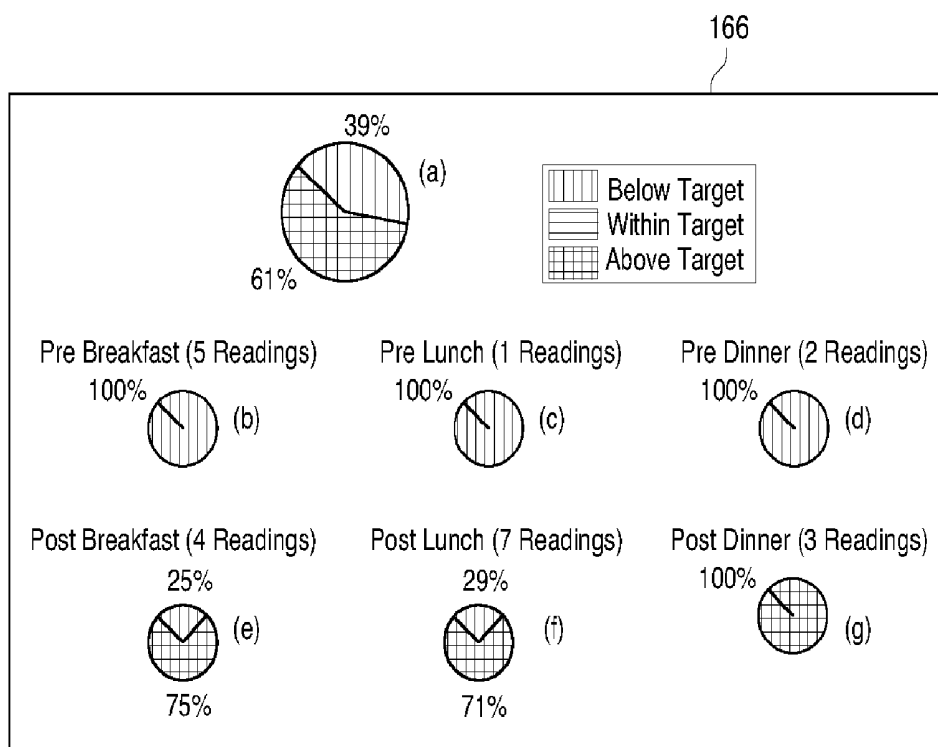 166
39%
(a)
61%
Below Target
Within Target
Above Target
Pre Breakfast (5 Readings)
100%
(b)
Pre Lunch (1 Readings)
100%
(c)
Pre Dinner (2 Readings)
100%
(d)
Post Breakfast (4 Readings)
25%
(e)
75%
Post Lunch (7 Readings)
29%
(f)
71%
Post Dinner (3 Readings)
100%
(g)